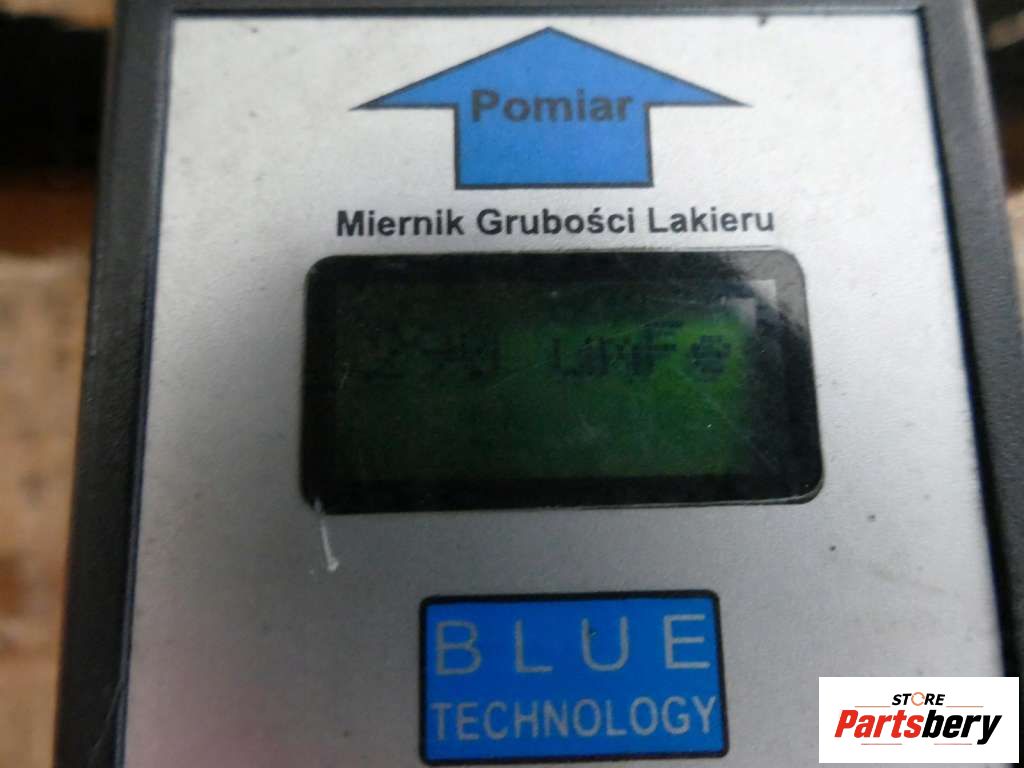 Pomiar
Miernik Grubości Lakieru
BLUE
TECHNOLOGY
STORE
Partsbery